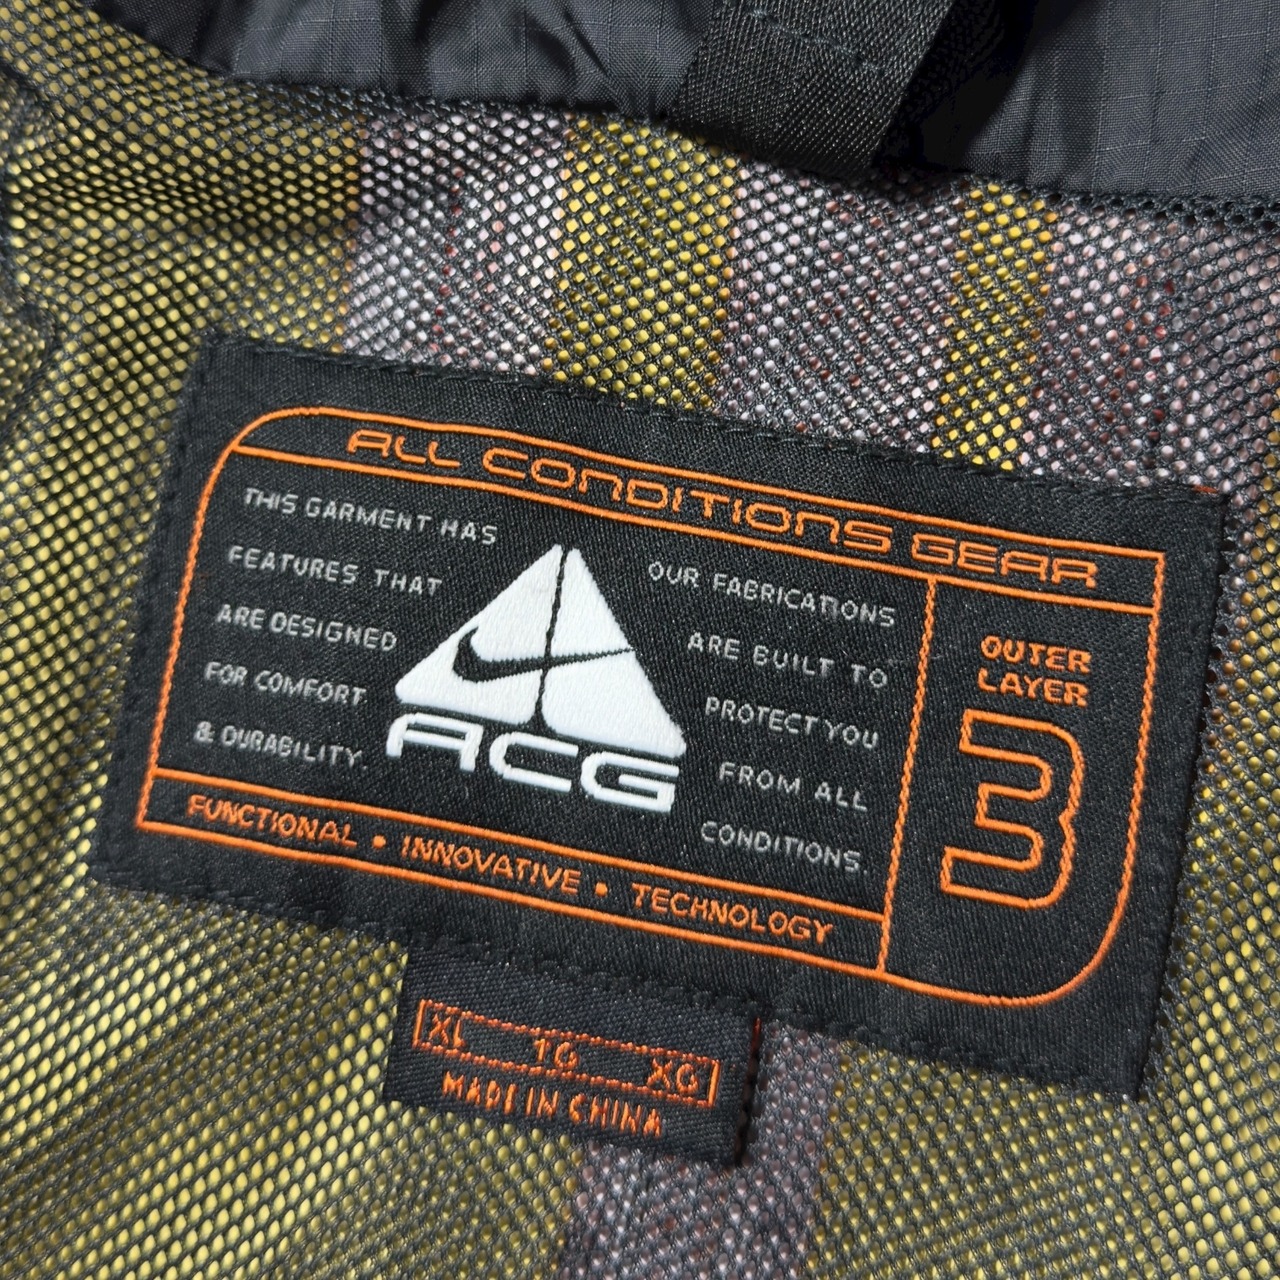 ALL CONDITIONS GEAR
THIS GARMENT HAS
FEATURES THAT
ARE DESIGNED
FOR COMFORT
& DURABILITY.
ACG
OUR FABRICATIONS
ARE BUILT TO
PROTECT YOU
FROM ALL
CONDITIONS.
OUTER
LAYER
3
FUNCTIONAL • INNOVATIVE • TECHNOLOGY
XL TG XG
MADE IN CHINA